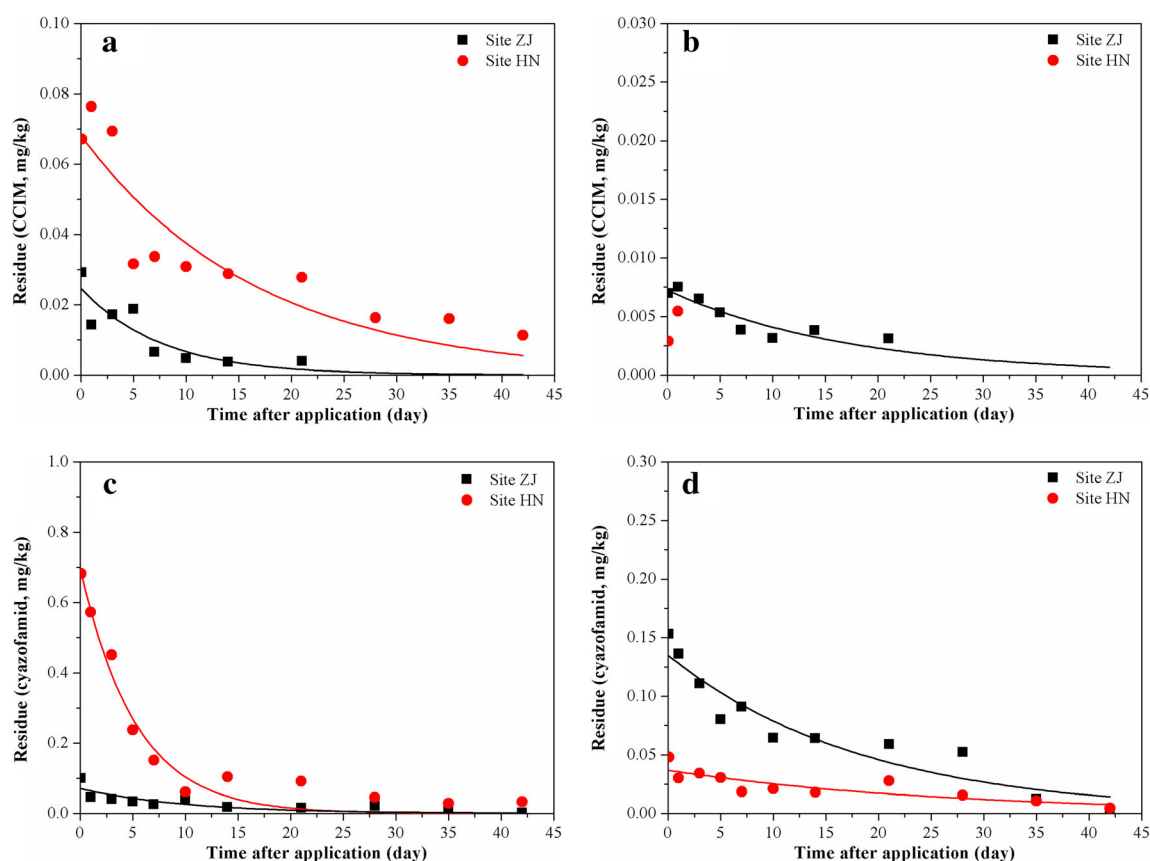 a
Site ZJ
Site HN
0.10
0.08
0.06
0.04
0.02
0.00
Residue (CCIM, mg/kg)
0 5 10 15 20 25 30 35 40 45
Time after application (day)
b
Site ZJ
Site HN
0.030
0.025
0.020
0.015
0.010
0.005
0.000
Residue (CCIM, mg/kg)
0 5 10 15 20 25 30 35 40 45
Time after application (day)
c
Site ZJ
Site HN
1.0
0.8
0.6
0.4
0.2
0.0
Residue (cyazofamid, mg/kg)
0 5 10 15 20 25 30 35 40 45
Time after application (day)
d
Site ZJ
Site HN
0.30
0.25
0.20
0.15
0.10
0.05
0.00
Residue (cyazofamid, mg/kg)
0 5 10 15 20 25 30 35 40 45
Time after application (day)